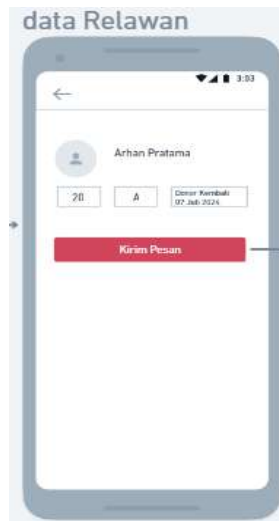 data Relawan
3:03
Arhan Pratama
20
A
Donor Kembali
07 Juli 2024
Kirim Pesan